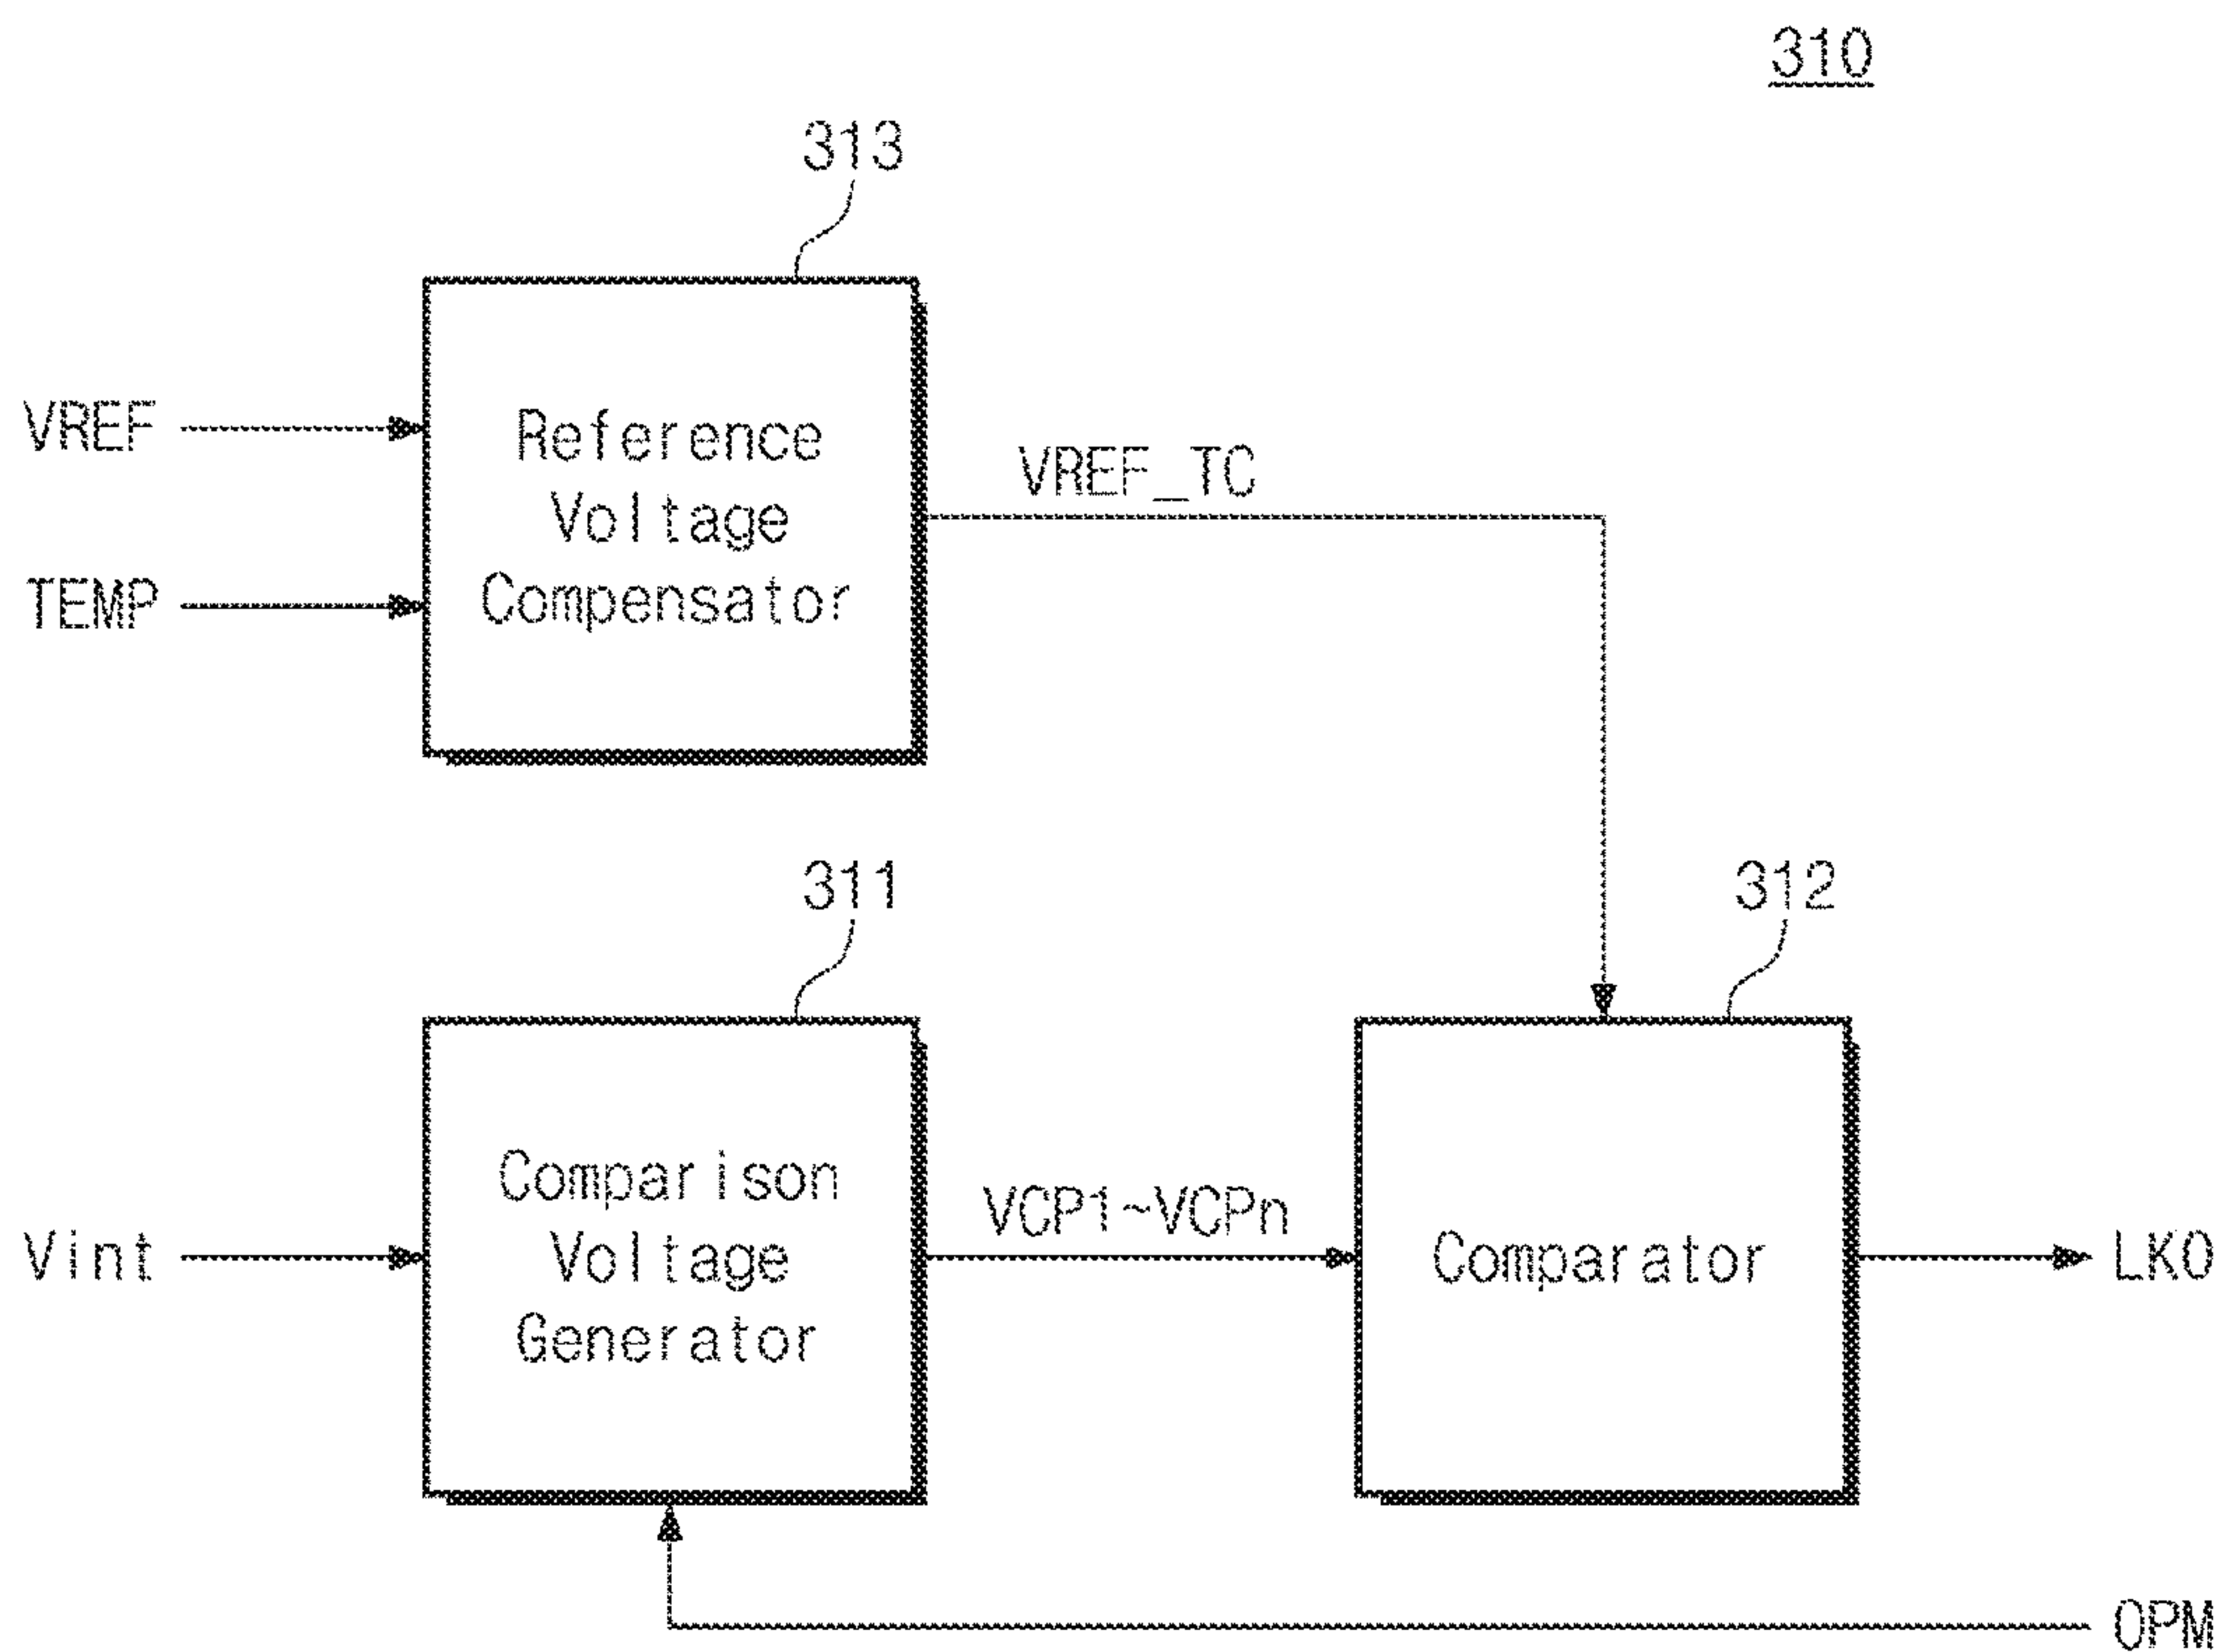 310
313
VREF
TEMP
Reference
Voltage
Compensator
VREF_TC
311
312
Vint
Comparison
Voltage
Generator
VCP1~VCPn
Comparator
LKO
OPM